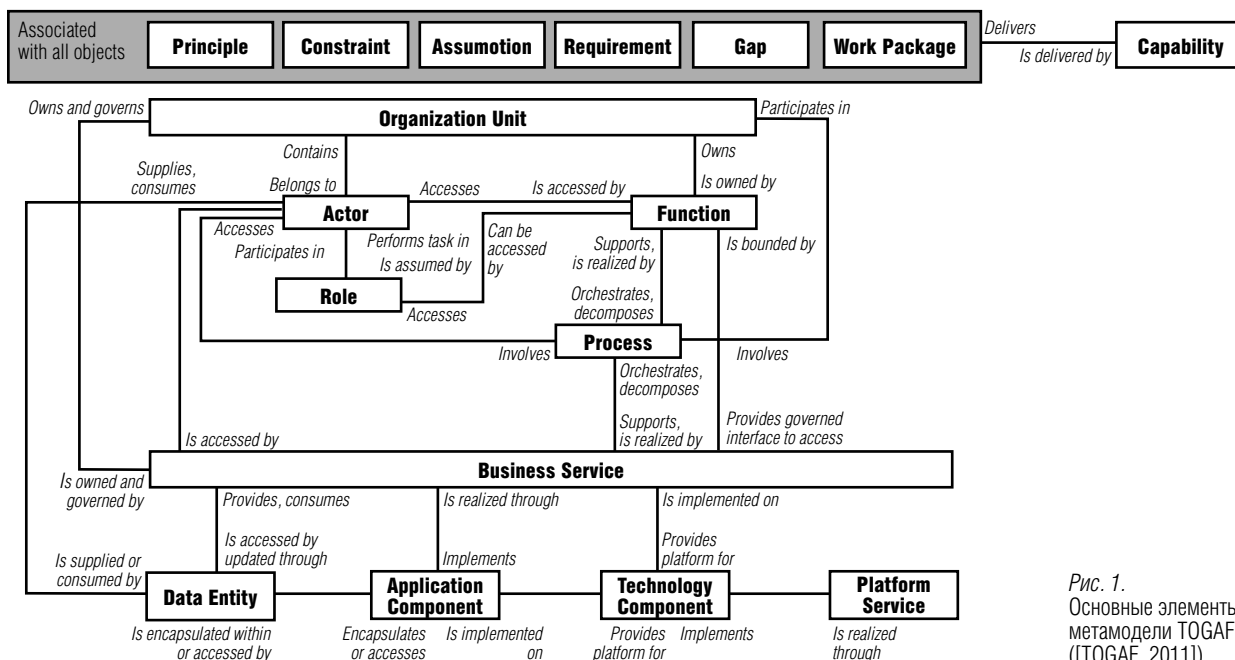 Associated
with all objects
Principle
Constraint
Assumotion
Requirement
Gap
Work Package
Delivers
Is delivered by
Capability
Owns and governs
Organization Unit
Participates in
Contains
Owns
Supplies,
consumes
Belongs to
Accesses
Is accessed by
Is owned by
Actor
Function
Accesses
Participates in
Performs task in
Is assumed by
Can be
accessed
by
Supports,
is realized by
Is bounded by
Role
Accesses
Orchestrates,
decomposes
Process
Involves
Involves
Orchestrates,
decomposes
Is accessed by
Supports,
is realized by
Provides governed
interface to access
Business Service
Is owned and
governed by
Provides, consumes
Is realized through
Is implemented on
Is supplied or
consumed by
Is accessed by
updated through
Implements
Provides
platform for
Data Entity
Application
Component
Technology
Component
Platform
Service
Is encapsulated within
or accessed by
Encapsulates
or accesses
Is implemented
on
Provides
platform for
Implements
Is realized
through
Рис. 1.
Основные элементы
метамодели TOGAF
([TOGAF, 2011])